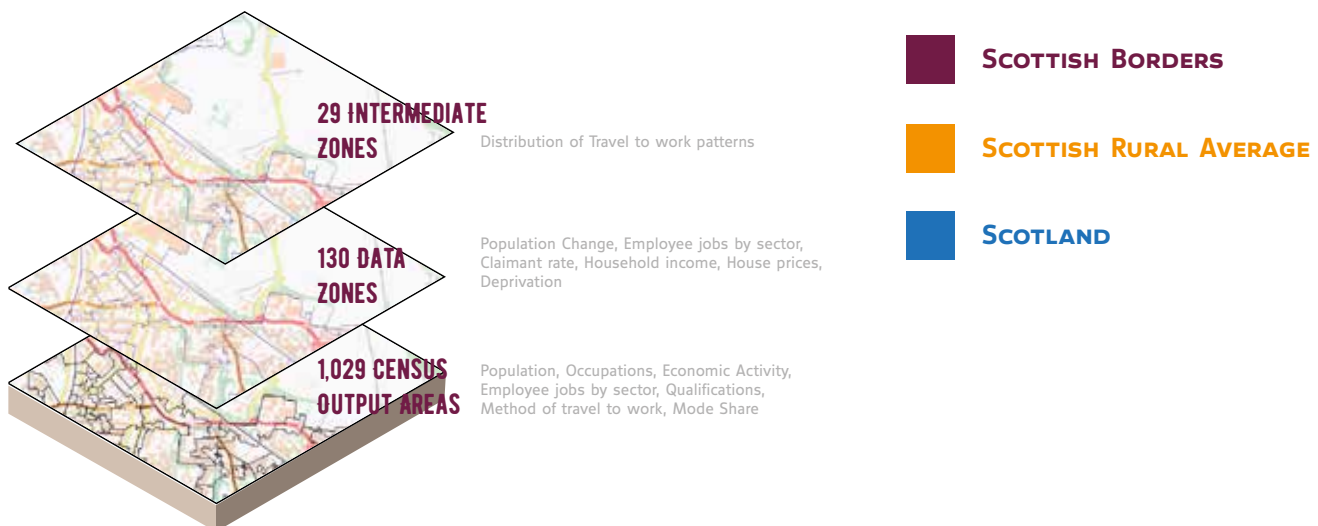 29 Intermediate
Zones
Distribution of Travel to work patterns
130 Data
Zones
Population Change, Employee jobs by sector,
Claimant rate, Household income, House prices,
Deprivation
1,029 Census
Output Areas
Population, Occupations, Economic Activity,
Employee jobs by sector, Qualifications,
Method of travel to work, Mode Share
Scottish Borders
Scottish Rural Average
Scotland